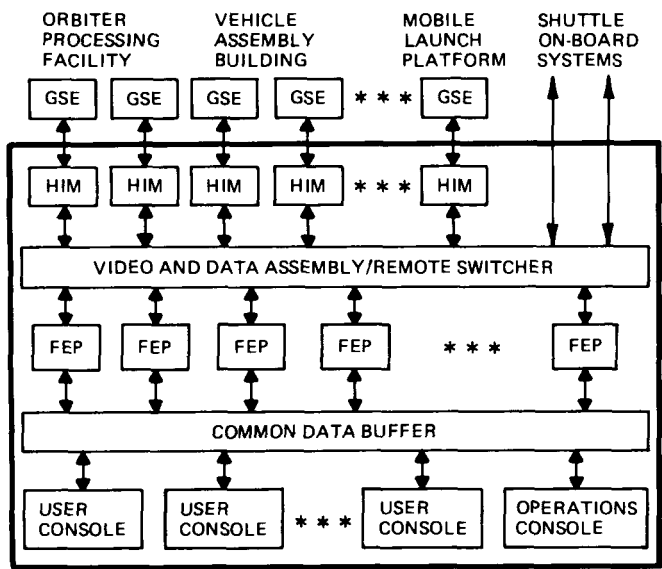 ORBITER PROCESSING FACILITY
VEHICLE ASSEMBLY BUILDING
MOBILE LAUNCH PLATFORM
SHUTTLE ON-BOARD SYSTEMS
GSE GSE GSE GSE * * * GSE
HIM HIM HIM HIM * * * HIM
VIDEO AND DATA ASSEMBLY/REMOTE SWITCHER
FEP FEP FEP FEP * * * FEP
COMMON DATA BUFFER
USER CONSOLE
USER CONSOLE
* * *
USER CONSOLE
OPERATIONS CONSOLE